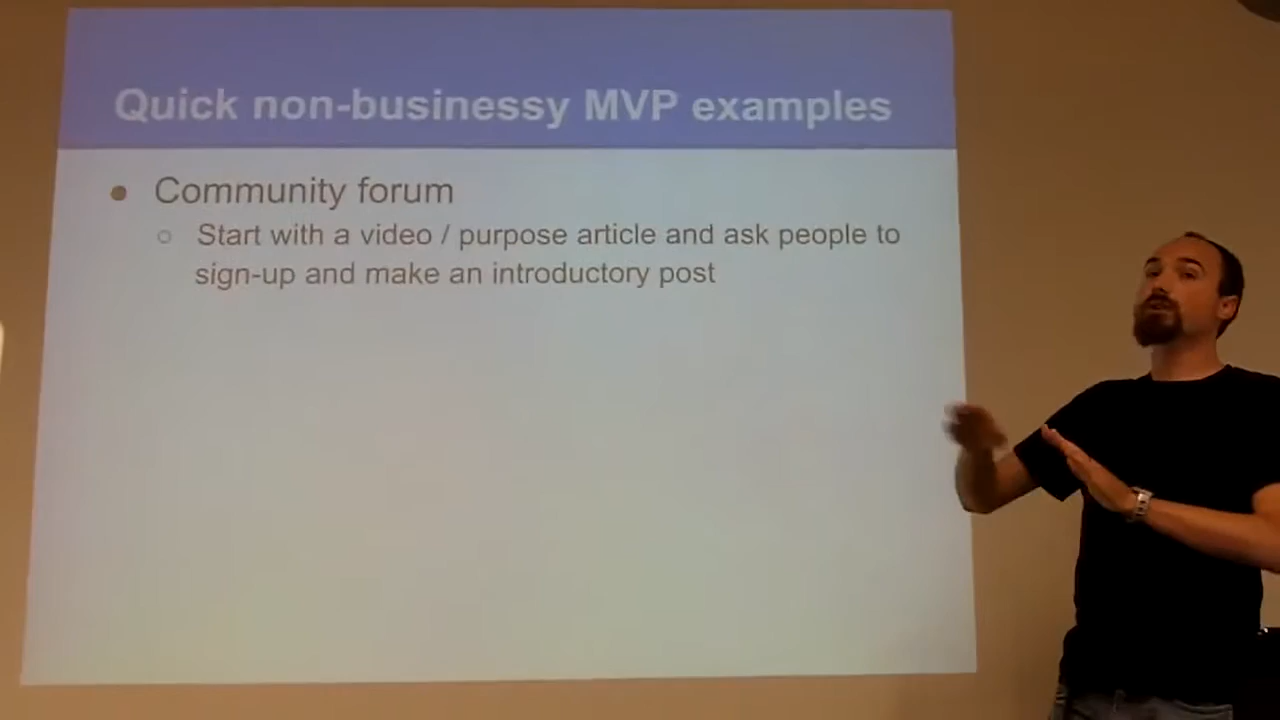 Quick non-businessy MVP examples
● Community forum
○ Start with a video / purpose article and ask people to
sign-up and make an introductory post